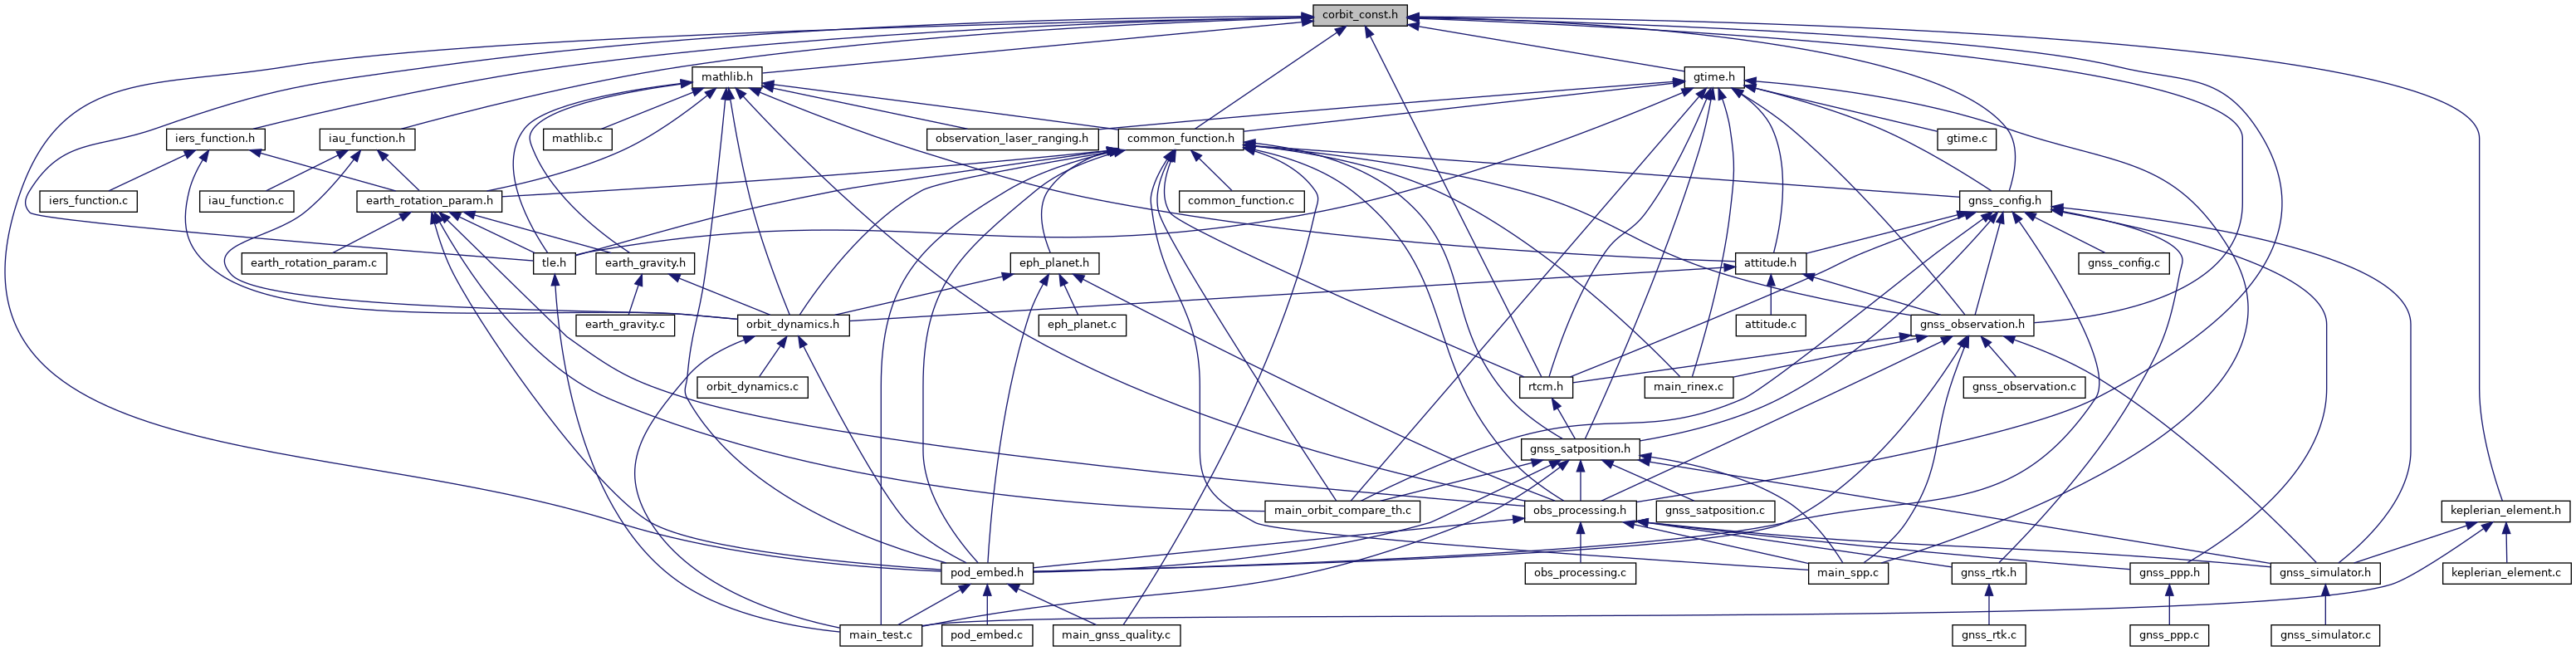 corbit_const.h
mathlib.h
gtime.h
iers_function.h
iau_function.h
mathlib.c
observation_laser_ranging.h
common_function.h
gtime.c
iers_function.c
iau_function.c
earth_rotation_param.h
common_function.c
gnss_config.h
earth_rotation_param.c
tle.h
earth_gravity.h
eph_planet.h
attitude.h
gnss_config.c
earth_gravity.c
orbit_dynamics.h
eph_planet.c
attitude.c
gnss_observation.h
orbit_dynamics.c
rtcm.h
main_rinex.c
gnss_observation.c
gnss_satposition.h
main_orbit_compare_th.c
obs_processing.h
gnss_satposition.c
keplerian_element.h
pod_embed.h
obs_processing.c
main_spp.c
gnss_rtk.h
gnss_ppp.h
gnss_simulator.h
keplerian_element.c
main_test.c
pod_embed.c
main_gnss_quality.c
gnss_rtk.c
gnss_ppp.c
gnss_simulator.c